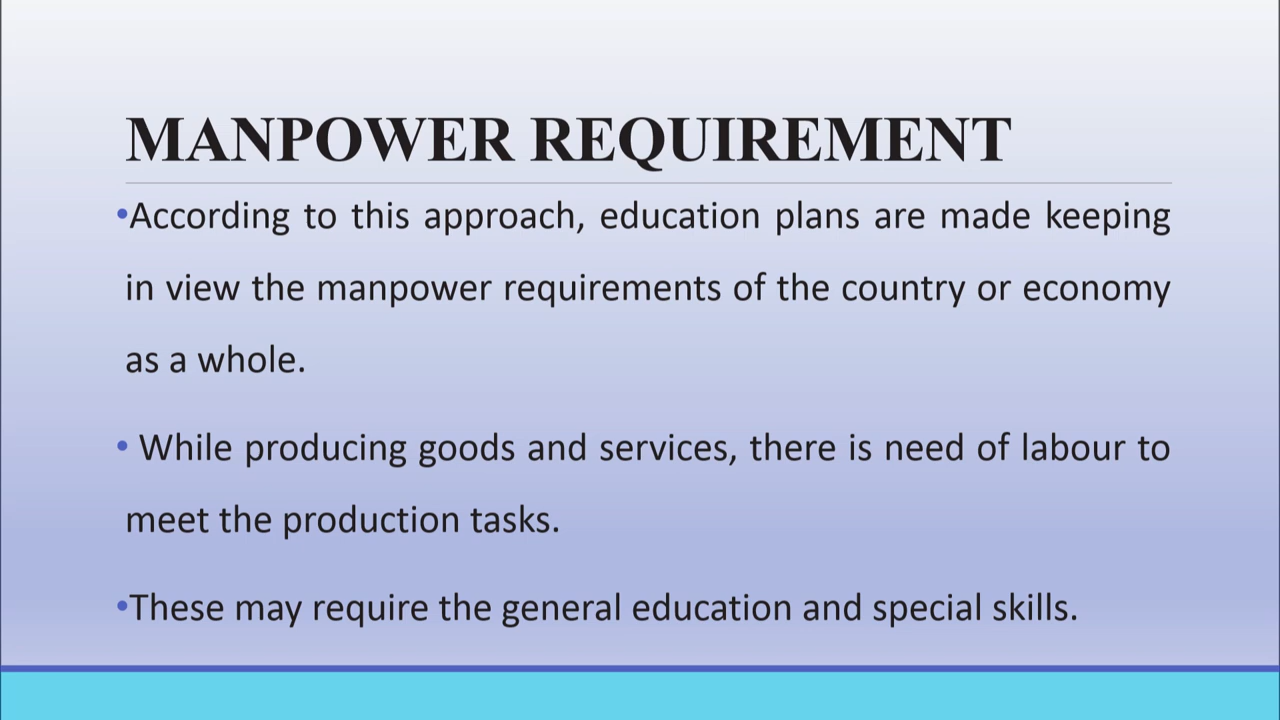 MANPOWER REQUIREMENT
•According to this approach, education plans are made keeping
in view the manpower requirements of the country or economy
as a whole.
• While producing goods and services, there is need of labour to
meet the production tasks.
•These may require the general education and special skills.